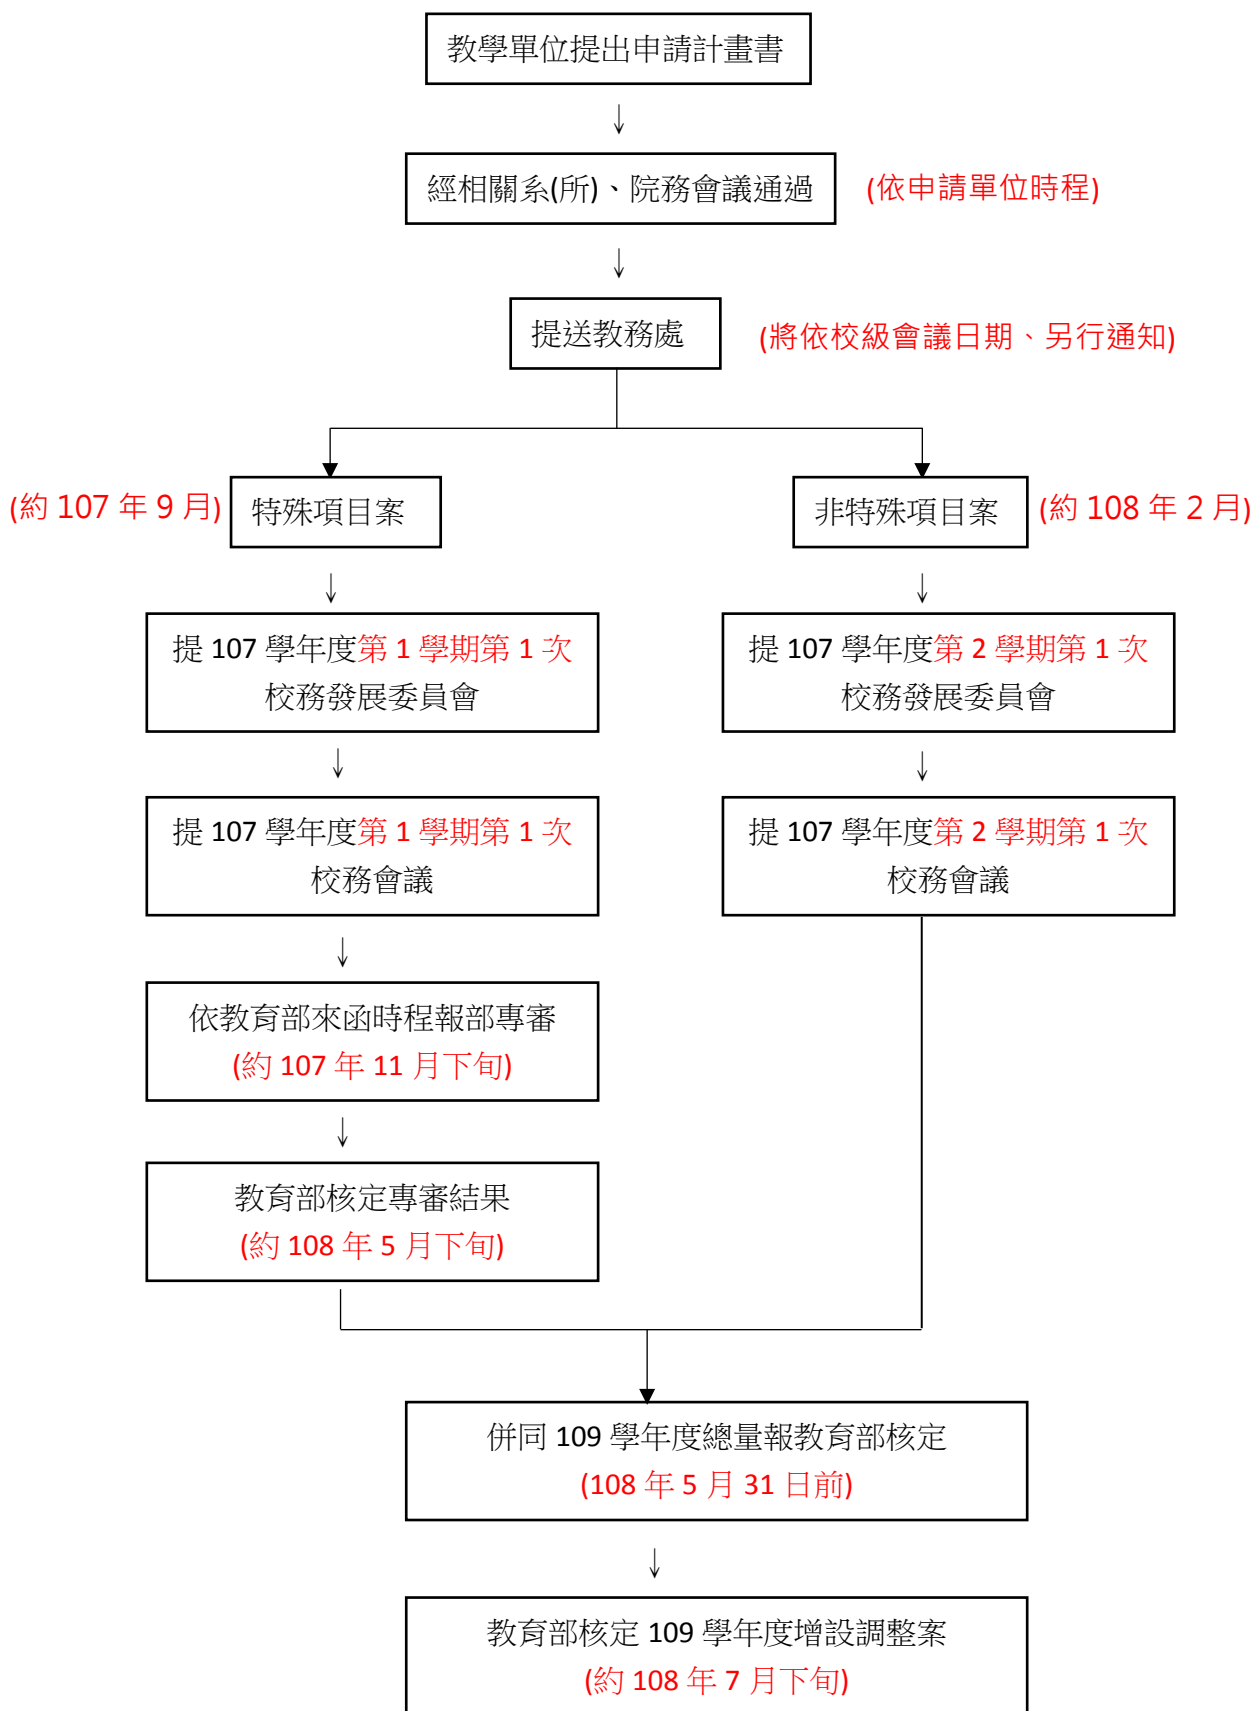 教學單位提出申請計畫書
經相關系(所)、院務會議通過 (依申請單位時程)
提送教務處 (將依校級會議日期、另行通知)
(約 107 年 9 月) 特殊項目案 非特殊項目案 (約 108 年 2 月)
提 107 學年度第 1 學期第 1 次
校務發展委員會
提 107 學年度第 2 學期第 1 次
校務發展委員會
提 107 學年度第 1 學期第 1 次
校務會議
提 107 學年度第 2 學期第 1 次
校務會議
依教育部來函時程報部專審
(約 107 年 11 月下旬)
教育部核定專審結果
(約 108 年 5 月下旬)
併同 109 學年度總量報教育部核定
(108 年 5 月 31 日前)
教育部核定 109 學年度增設調整案
(約 108 年 7 月下旬)